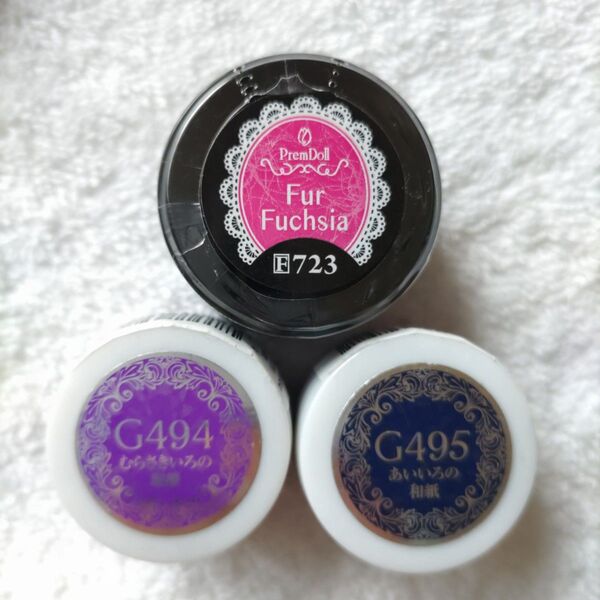 PremDoll
Fur
Fuchsia
F723
G494
むらさきいろの
G495
あいいろの
和紙